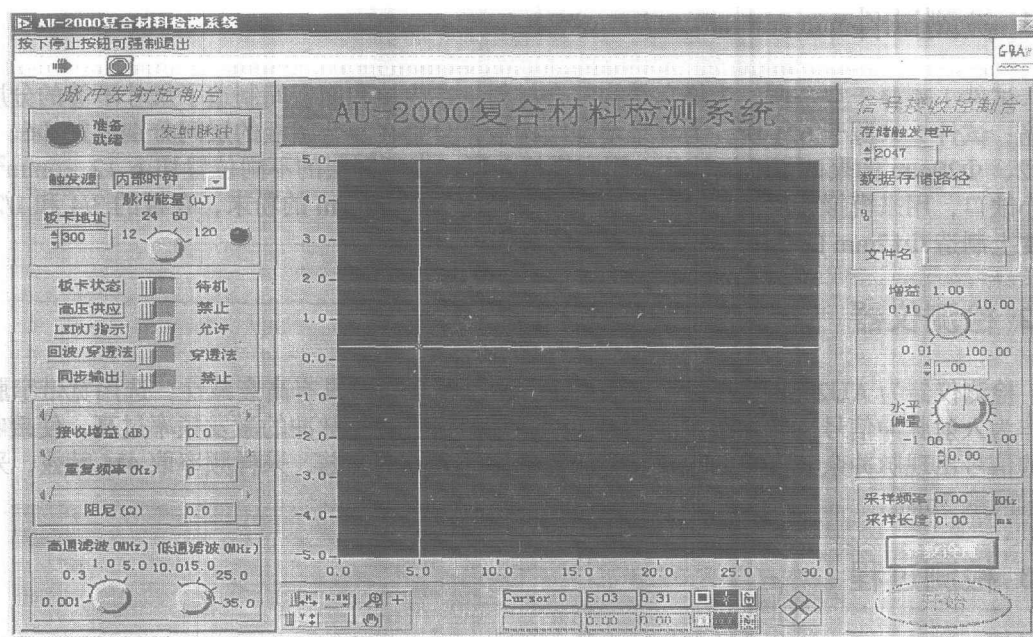 AU-2000复合材料检测系统
按下停止按钮可强制退出
脉冲发射控制台
准备
就绪
发射脉冲
触发源
内部时钟
脉冲能量(μJ)
板卡地址
300
12
24
60
120
板卡状态
待机
高压供应
禁止
LED灯指示
允许
回波/穿透法
穿透法
同步输出
禁止
接收增益(dB)
0.0
重复频率(Hz)
0
阻尼(Ω)
0.0
高通滤波(MHz)
0.001
0.3
1.0
5.0
低通滤波(MHz)
10.0
15.0
25.0
35.0
AU-2000复合材料检测系统
5.0
4.0
3.0
2.0
1.0
0.0
-1.0
-2.0
-3.0
-4.0
-5.0
0.0 5.0 10.0 15.0 20.0 25.0 30.0
Cursor 0 5.03 0.31
0.00 0.00
信号接收控制台
存储触发电平
2047
数据存储路径
%
文件名
增益
1.00
0.10
10.00
0.01
100.00
1.00
水平
偏置
-1.00
1.00
0.00
采样频率 0.00 KHz
采样长度 0.00 ms